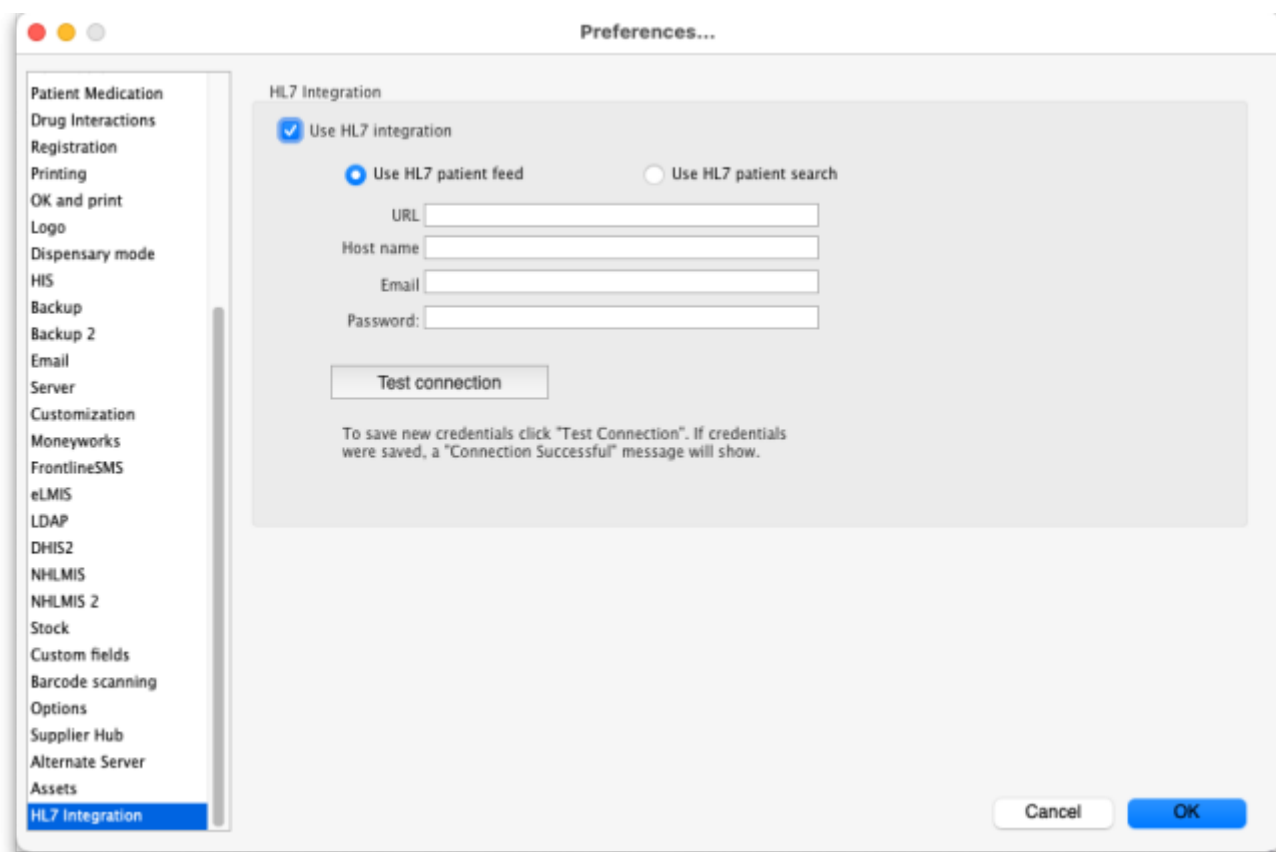 Preferences...
Patient Medication
Drug Interactions
Registration
Printing
OK and print
Logo
Dispensary mode
HIS
Backup
Backup 2
Email
Server
Customization
Moneyworks
FrontlineSMS
eLMIS
LDAP
DHIS2
NHLMIS
NHLMIS 2
Stock
Custom fields
Barcode scanning
Options
Supplier Hub
Alternate Server
Assets
HL7 Integration
HL7 Integration
Use HL7 integration
Use HL7 patient feed Use HL7 patient search
URL
Host name
Email
Password:
Test connection
To save new credentials click "Test Connection". If credentials
were saved, a "Connection Successful" message will show.
Cancel OK